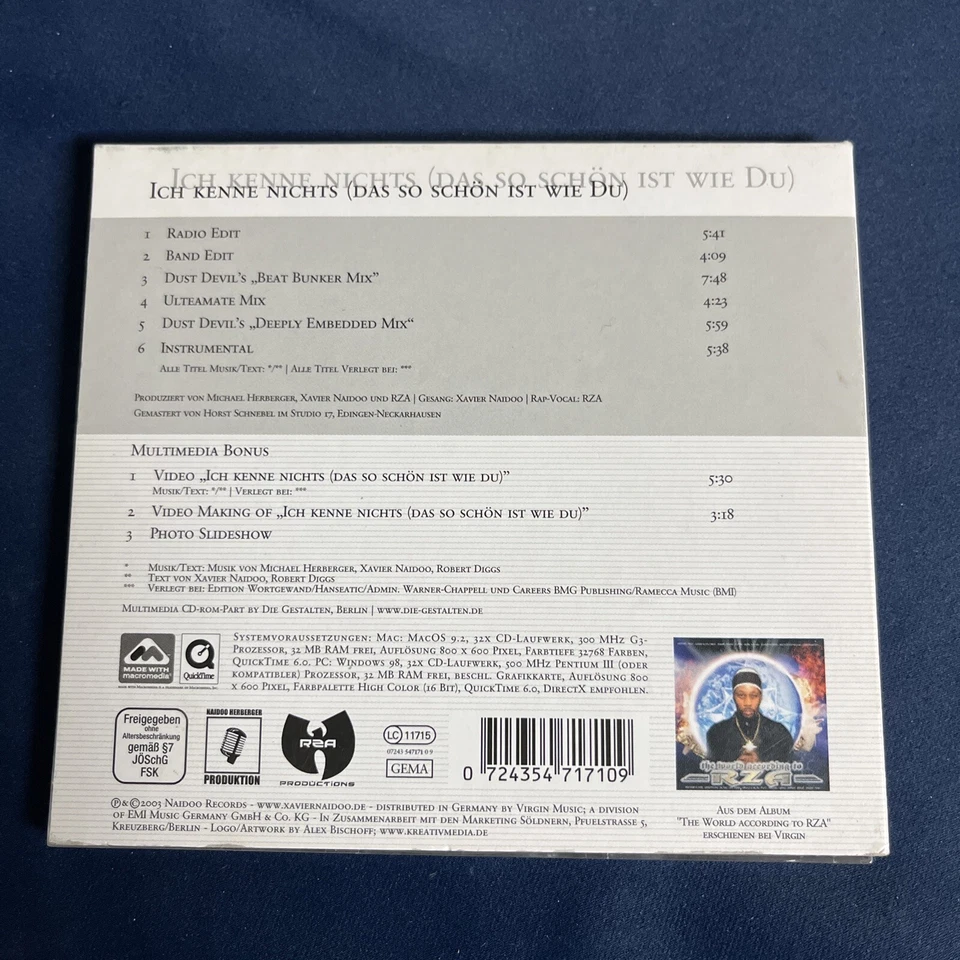 Ich kenne nichts (das so schön ist wie Du)
Ich kenne nichts (das so schön ist wie Du)
1 Radio Edit 5:41
2 Band Edit 4:09
3 Dust Devil's „Beat Bunker Mix” 7:48
4 Ulteamate Mix 4:23
5 Dust Devil's „Deeply Embedded Mix“ 5:59
6 Instrumental 5:38
Alle Titel Musik/Text: */** | Alle Titel Verlegt bei: ***
Produziert von Michael Herberger, Xavier Naidoo und RZA | Gesang: Xavier Naidoo | Rap-Vocal: RZA
Gemastert von Horst Schnebel im Studio 17, Edingen-Neckarhausen
Multimedia Bonus
1 Video „Ich kenne nichts (das so schön ist wie du)” 5:30
Musik/Text: */** | Verlegt bei: ***
2 Video Making of „Ich kenne nichts (das so schön ist wie du)” 3:18
3 Photo Slideshow
* Musik/Text: Musik von Michael Herberger, Xavier Naidoo, Robert Diggs
** Text von Xavier Naidoo, Robert Diggs
*** Verlegt bei: Edition Wortgewand/Hanseatic/Admin. Warner-Chappell und Careers BMG Publishing/Ramecca Music (BMI)
Multimedia CD-rom-Part by Die Gestalten, Berlin | www.die-gestalten.de
MADE WITH
macromedia
QuickTime
Systemvoraussetzungen: Mac: MacOS 9.2, 32x CD-Laufwerk, 300 MHz G3-
Prozessor, 32 MB RAM frei, Auflösung 800 x 600 Pixel, Farbtiefe 32768 Farben,
QuickTime 6.0. PC: Windows 98, 32x CD-Laufwerk, 500 MHz Pentium III (oder
kompatibler) Prozessor, 32 MB RAM frei, beschl. Grafikkarte, Auflösung 800
x 600 Pixel, Farbpalette High Color (16 Bit), QuickTime 6.0, DirectX empfohlen.
Freigegeben
ohne
Altersbeschränkung
gemäß §7
JÖSchG
FSK
NAIDOO HERBERGER
PRODUKTION
RZA
PRODUCTIONS
LC 11715
07243 547171 0 9
GEMA
0 724354 717109
the world according to
RZA
Aus dem Album
"The World according to RZA"
erschienen bei Virgin
℗&©2003 Naidoo Records - www.xaviernaidoo.de - distributed in Germany by Virgin Music; a division
of EMI Music Germany GmbH & Co. KG - In Zusammenarbeit mit den Marketing Söldnern, Pfuelstrasse 5,
Kreuzberg/Berlin - Logo/Artwork by Alex Bischoff; www.kreativmedia.de